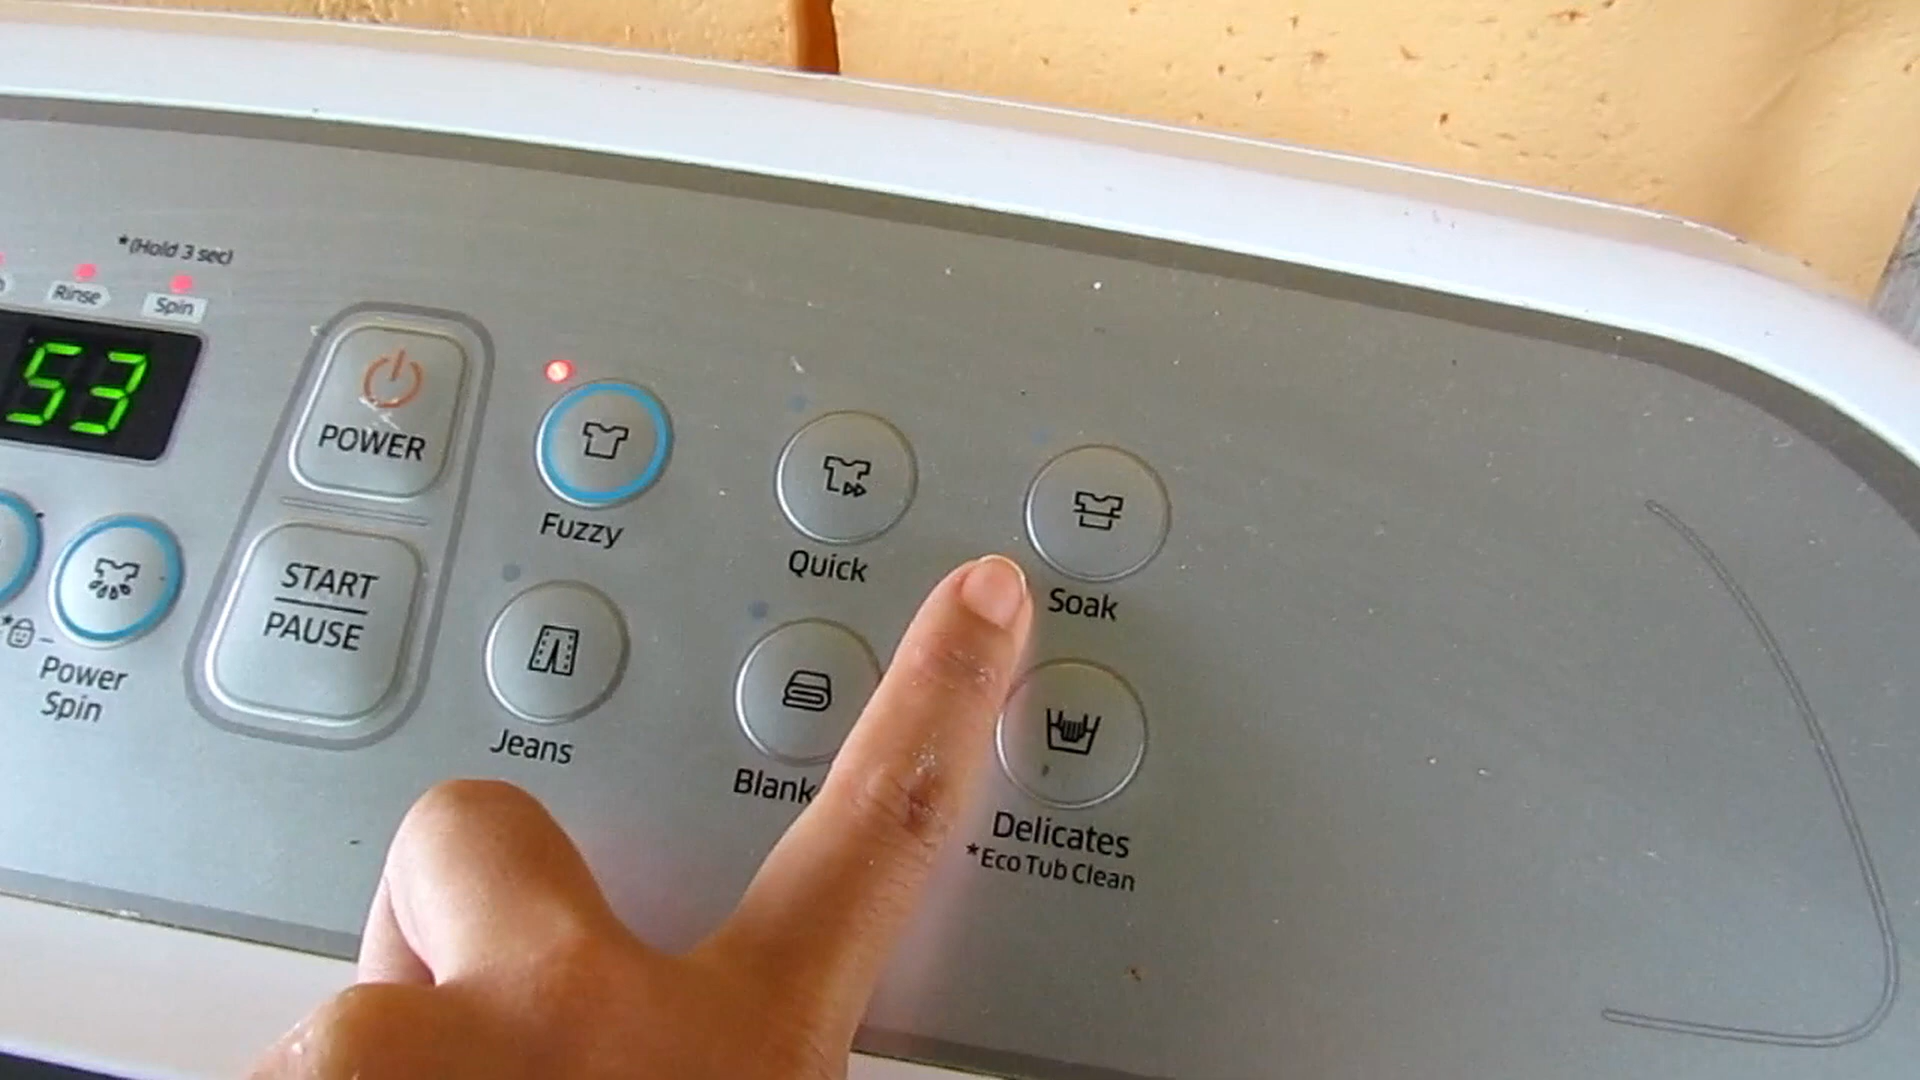 *(Hold 3 sec)
Rinse
Spin
53
POWER
START
PAUSE
Power
Spin
Fuzzy
Quick
Soak
Jeans
Delicates
*Eco Tub Clean